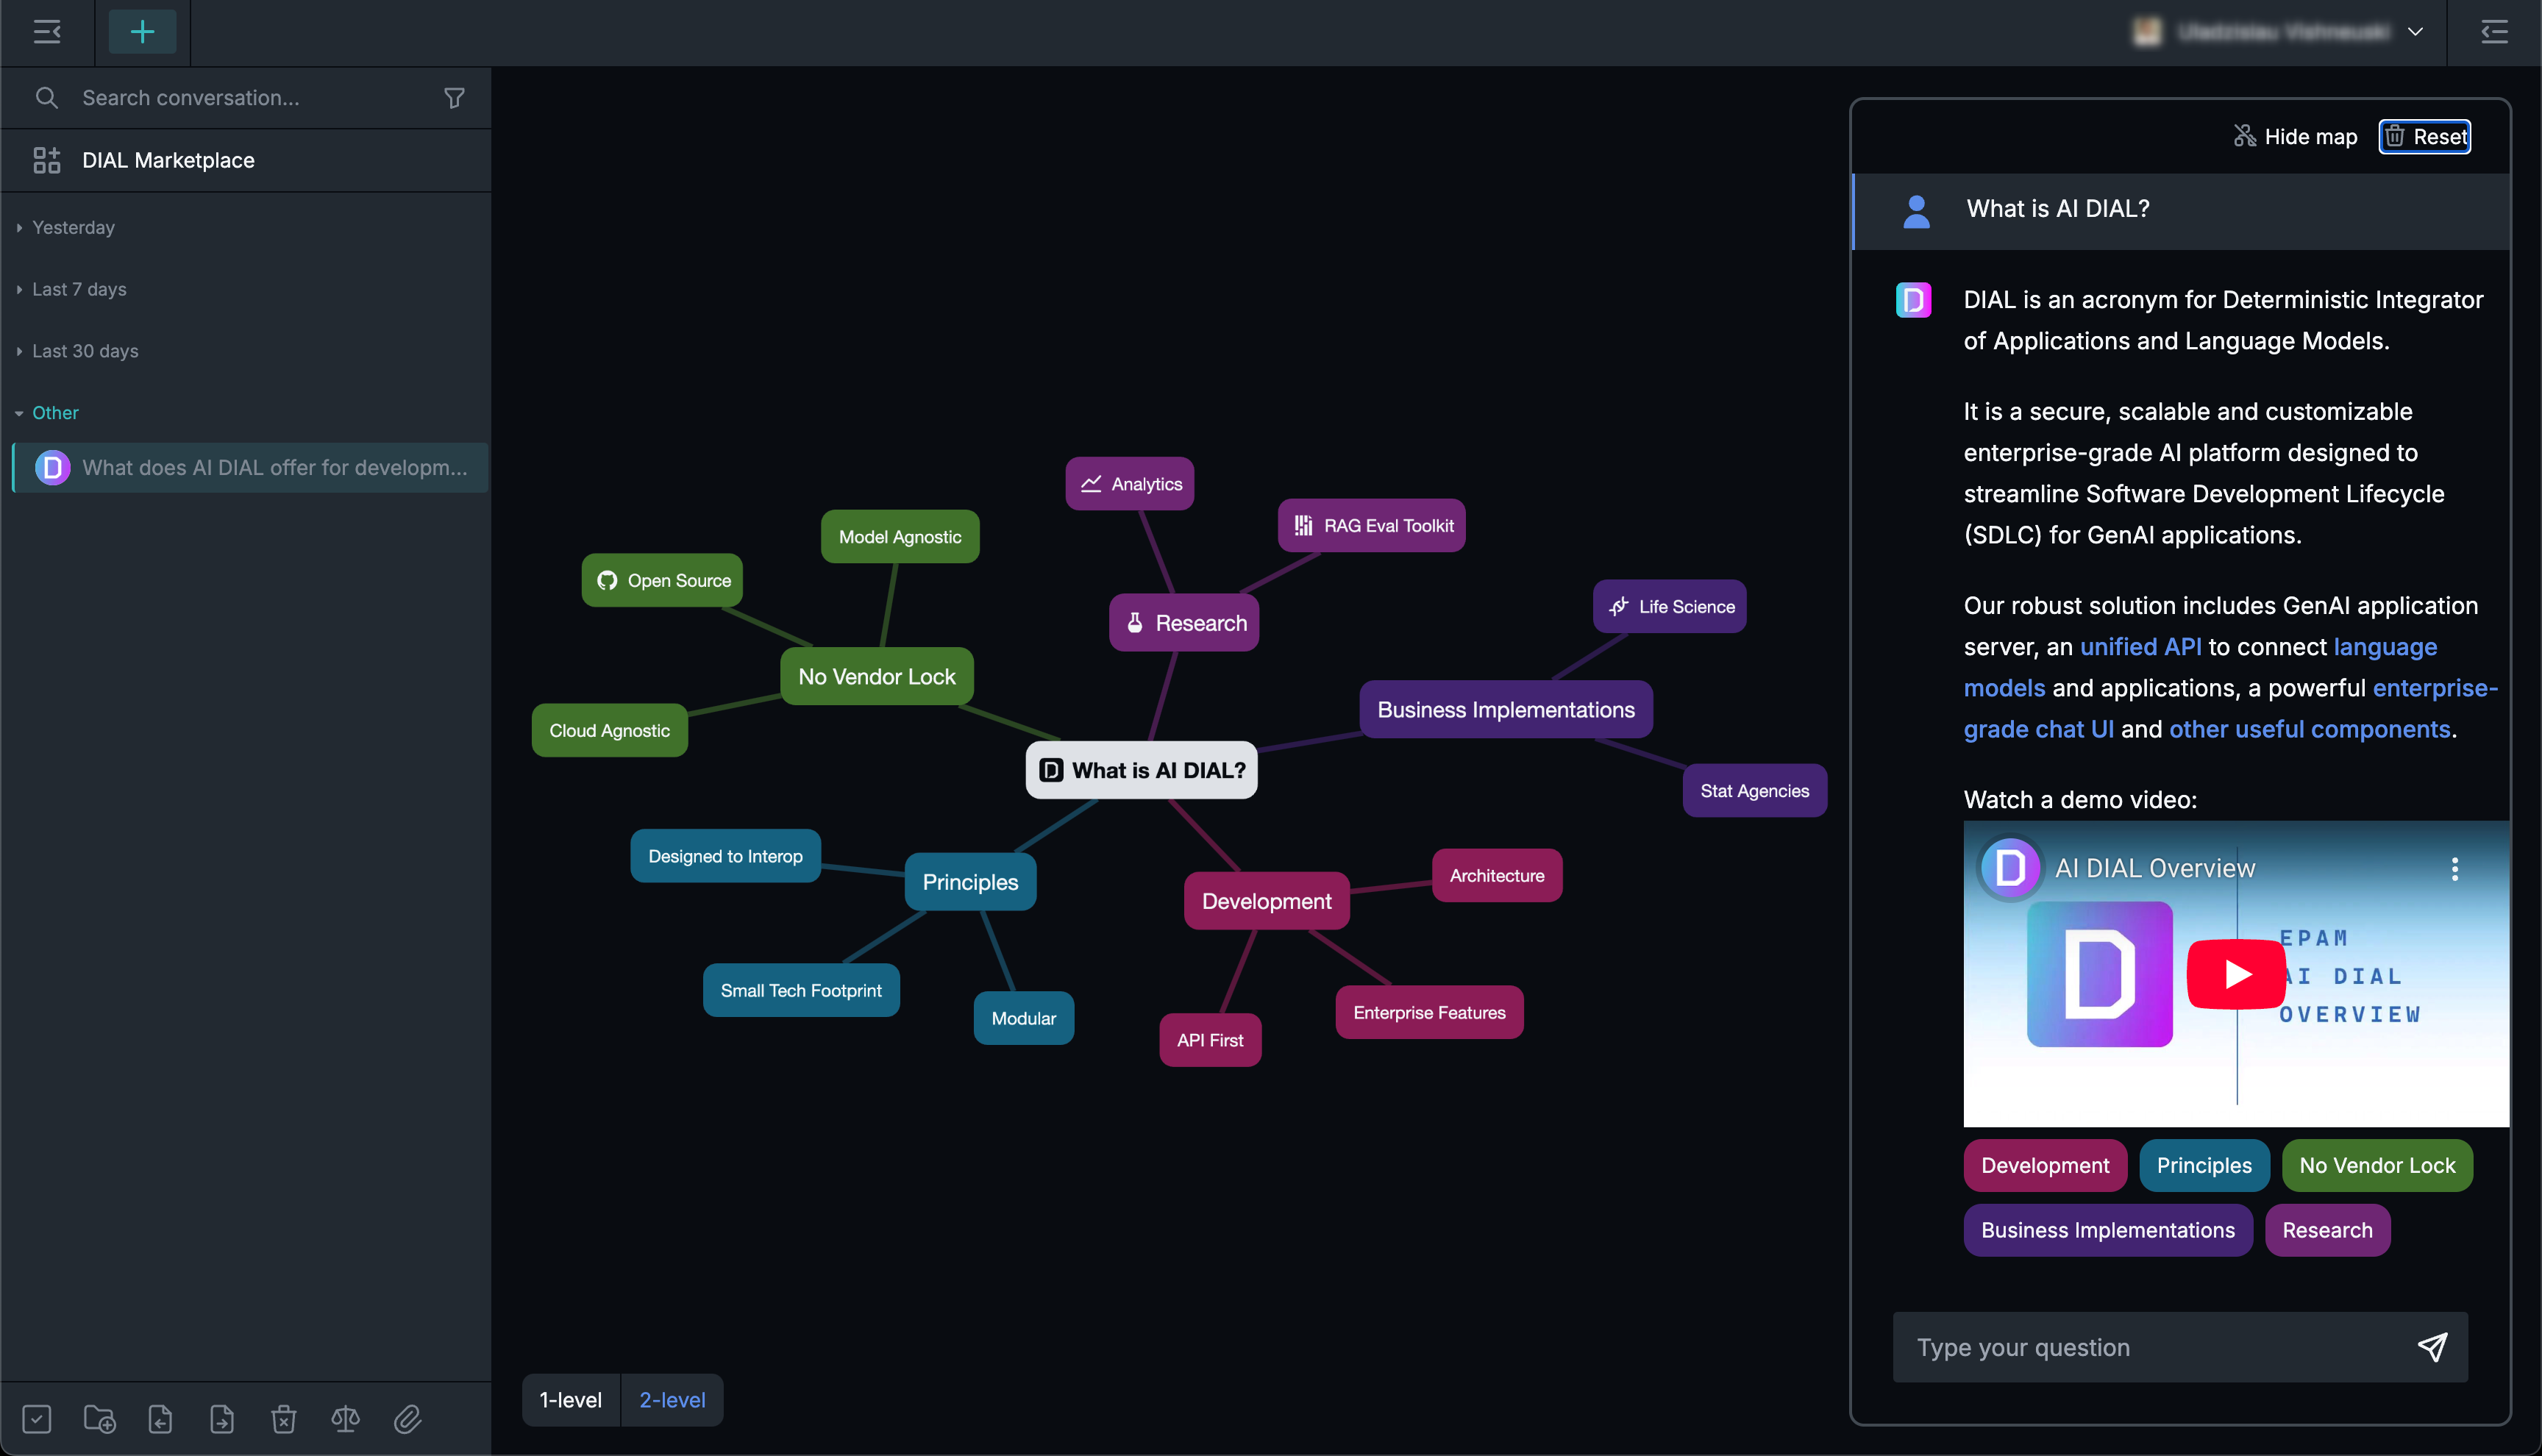 Search conversation...
DIAL Marketplace
Yesterday
Last 7 days
Last 30 days
Other
What does AI DIAL offer for developm...
Analytics
RAG Eval Toolkit
Model Agnostic
Open Source
Life Science
Research
No Vendor Lock
Business Implementations
Cloud Agnostic
What is AI DIAL?
Stat Agencies
Designed to Interop
Principles
Architecture
Development
Small Tech Footprint
Modular
Enterprise Features
API First
1-level
2-level
Hide map
Reset
What is AI DIAL?
DIAL is an acronym for Deterministic Integrator
of Applications and Language Models.
It is a secure, scalable and customizable
enterprise-grade AI platform designed to
streamline Software Development Lifecycle
(SDLC) for GenAI applications.
Our robust solution includes GenAI application
server, an unified API to connect language
models and applications, a powerful enterprise-
grade chat UI and other useful components.
Watch a demo video:
AI DIAL Overview
EPAM
AI DIAL
OVERVIEW
Development
Principles
No Vendor Lock
Business Implementations
Research
Type your question